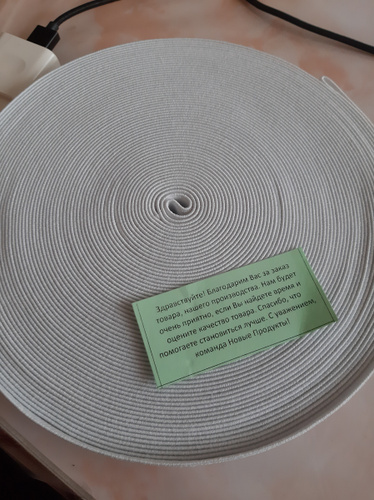 Здравствуйте! Благодарим Вас за заказ
товара, нашего производства. Нам будет
очень приятно, если Вы найдете время и
оцените качество товара. Спасибо, что
помогаете становиться лучше. С уважением,
команда Новые Продукты!